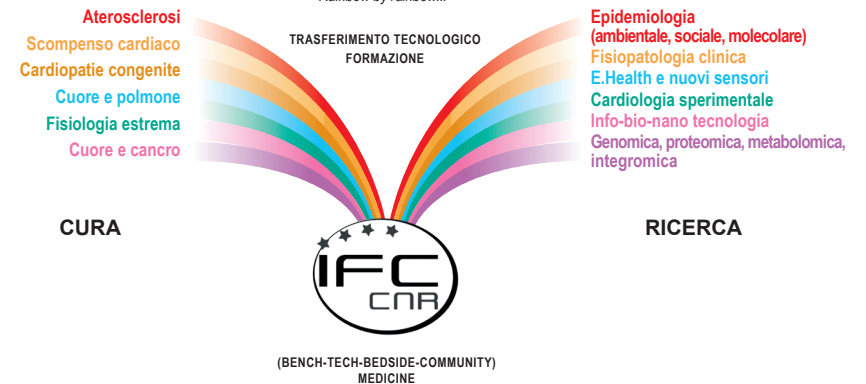 Aterosclerosi
Scompenso cardiaco
Cardiopatie congenite
Cuore e polmone
Fisiologia estrema
Cuore e cancro
CURA
TRASFERIMENTO TECNOLOGICO
FORMAZIONE
Epidemiologia
(ambientale, sociale, molecolare)
Fisiopatologia clinica
E.Health e nuovi sensori
Cardiologia sperimentale
Info-bio-nano tecnologia
Genomica, proteomica, metabolomica,
integromica
RICERCA
IFC
CNR
(BENCH-TECH-BEDSIDE-COMMUNITY)
MEDICINE